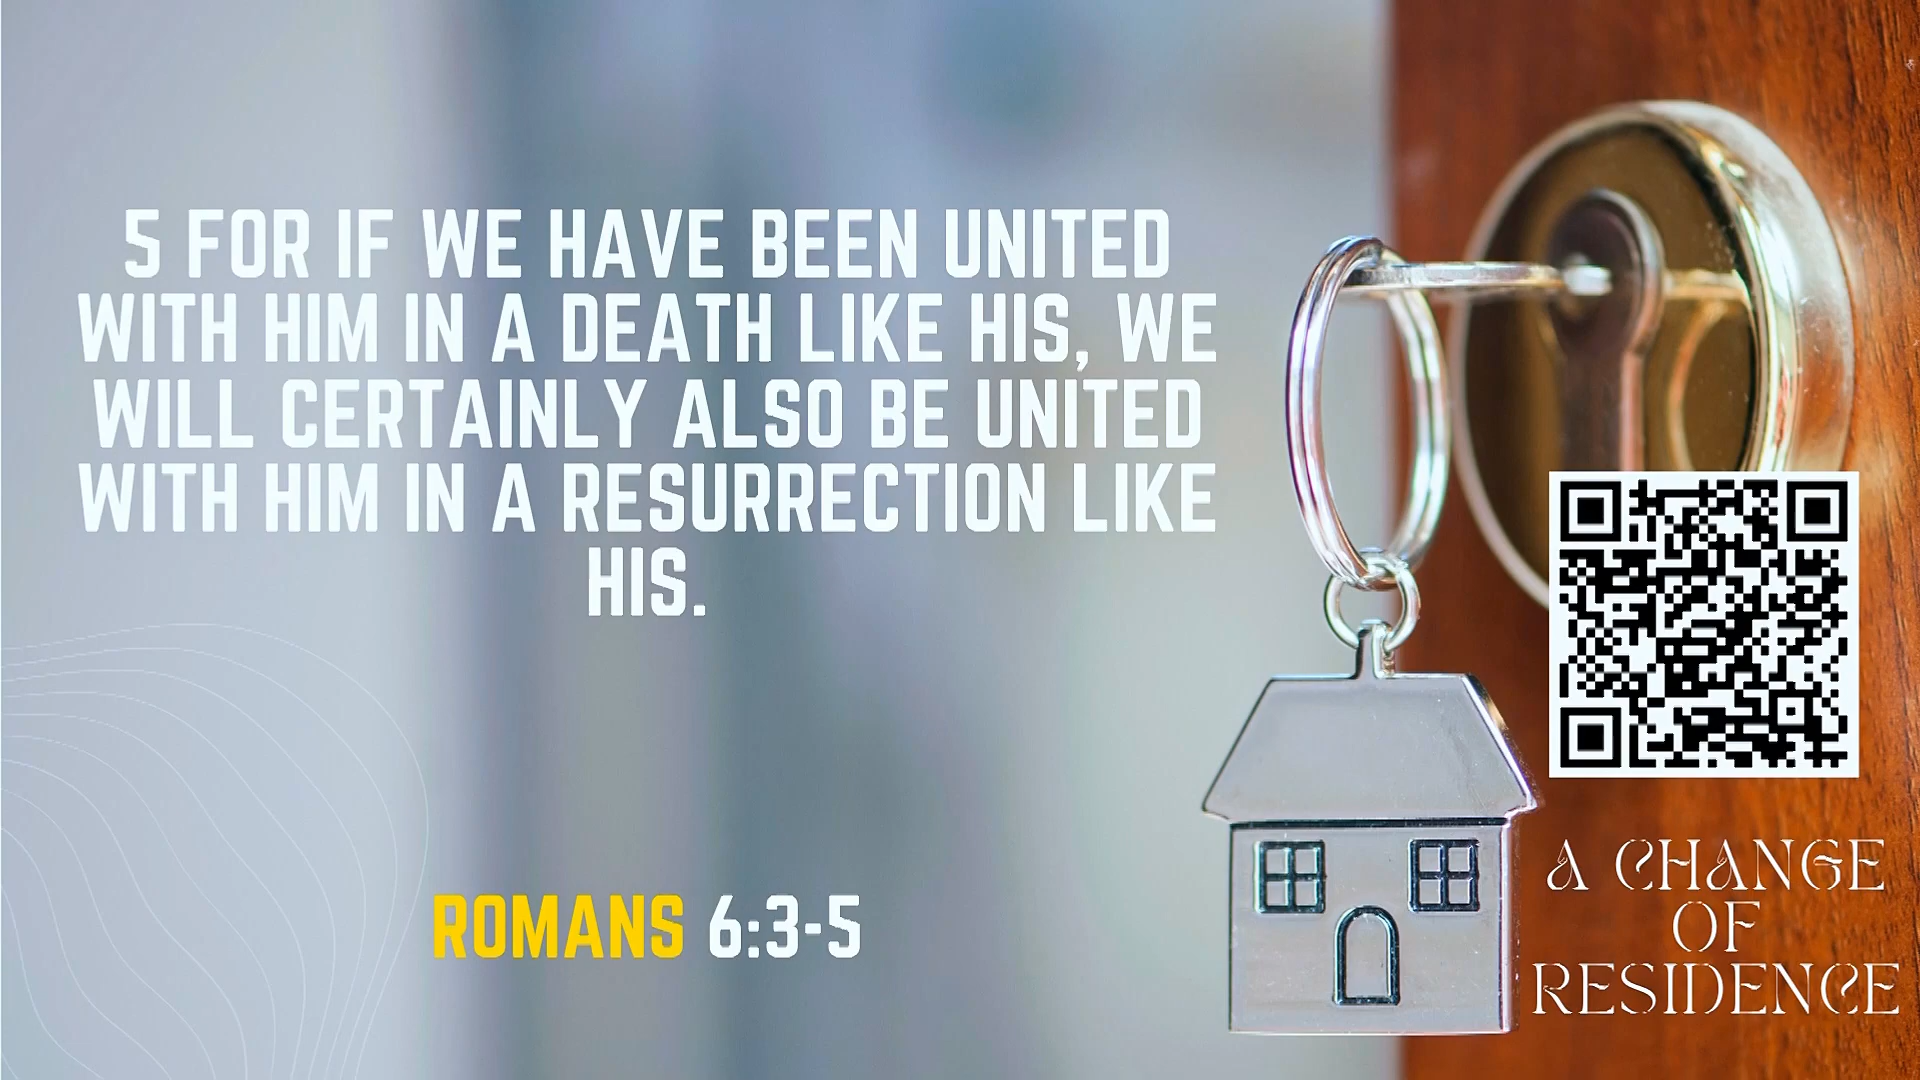 5 FOR IF WE HAVE BEEN UNITED
WITH HIM IN A DEATH LIKE HIS, WE
WILL CERTAINLY ALSO BE UNITED
WITH HIM IN A RESURRECTION LIKE
HIS.
ROMANS 6:3-5
A CHANGE
OF
RESIDENCE